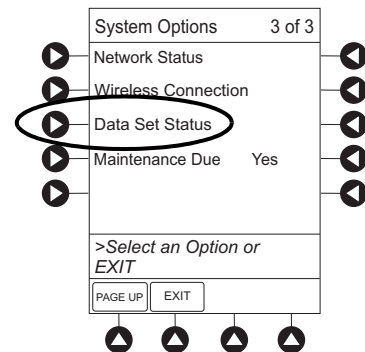 System Options 3 of 3
Network Status
Wireless Connection
Data Set Status
Maintenance Due Yes
>Select an Option or
EXIT
PAGE UP EXIT